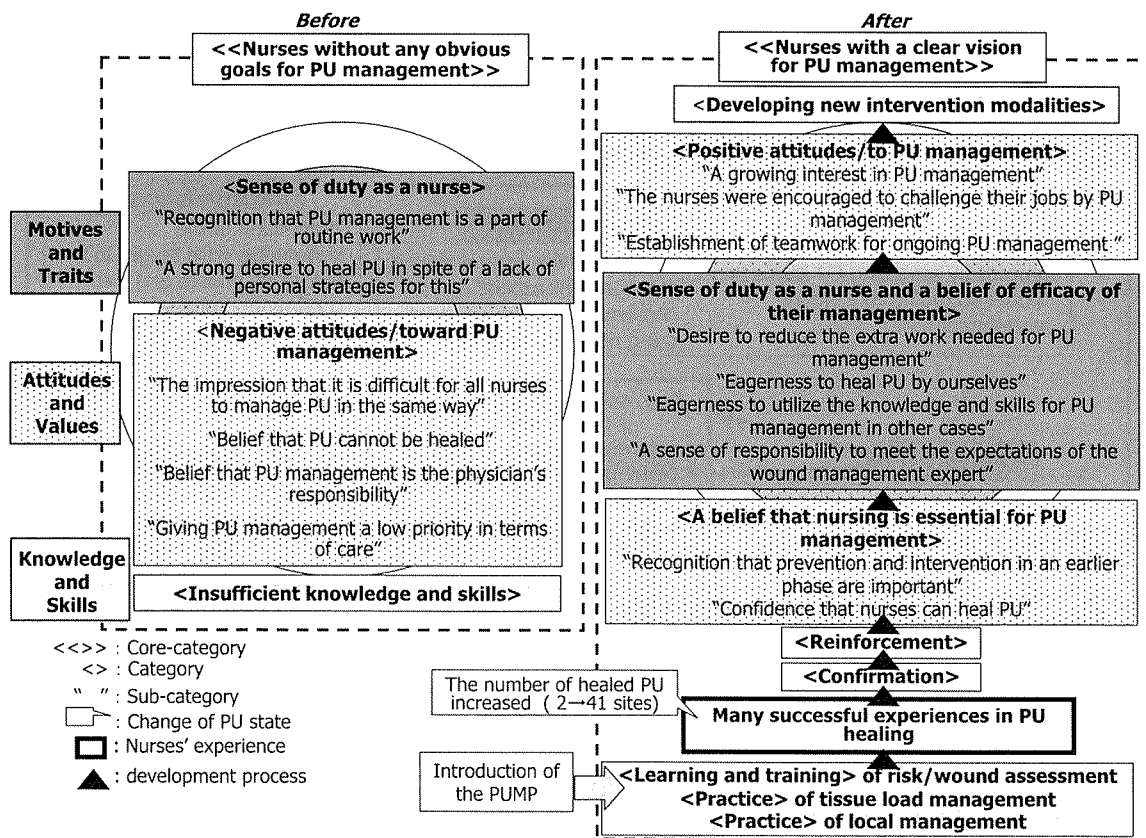 Before
<<Nurses without any obvious
goals for PU management>>
Motives
and
Traits
Attitudes
and
Values
Knowledge
and
Skills
<Sense of duty as a nurse>
“Recognition that PU management is a part of
routine work”
“A strong desire to heal PU in spite of a lack of
personal strategies for this”
<Negative attitudes/toward PU
management>
“The impression that it is difficult for all nurses
to manage PU in the same way”
“Belief that PU cannot be healed”
“Belief that PU management is the physician’s
responsibility”
“Giving PU management a low priority in terms
of care”
<Insufficient knowledge and skills>
<<>> : Core-category
<> : Category
“ ” : Sub-category
: Change of PU state
: Nurses’ experience
: development process
After
<<Nurses with a clear vision
for PU management>>
<Developing new intervention modalities>
<Positive attitudes/to PU management>
“A growing interest in PU management”
“The nurses were encouraged to challenge their jobs by PU
management”
“Establishment of teamwork for ongoing PU management ”
<Sense of duty as a nurse and a belief of efficacy of
their management>
“Desire to reduce the extra work needed for PU
management”
“Eagerness to heal PU by ourselves”
“Eagerness to utilize the knowledge and skills for PU
management in other cases”
“A sense of responsibility to meet the expectations of the
wound management expert”
<A belief that nursing is essential for PU
management>
“Recognition that prevention and intervention in an earlier
phase are important”
“Confidence that nurses can heal PU”
<Reinforcement>
<Confirmation>
The number of healed PU
increased ( 2→41 sites)
Many successful experiences in PU
healing
Introduction of
the PUMP
<Learning and training> of risk/wound assessment
<Practice> of tissue load management
<Practice> of local management